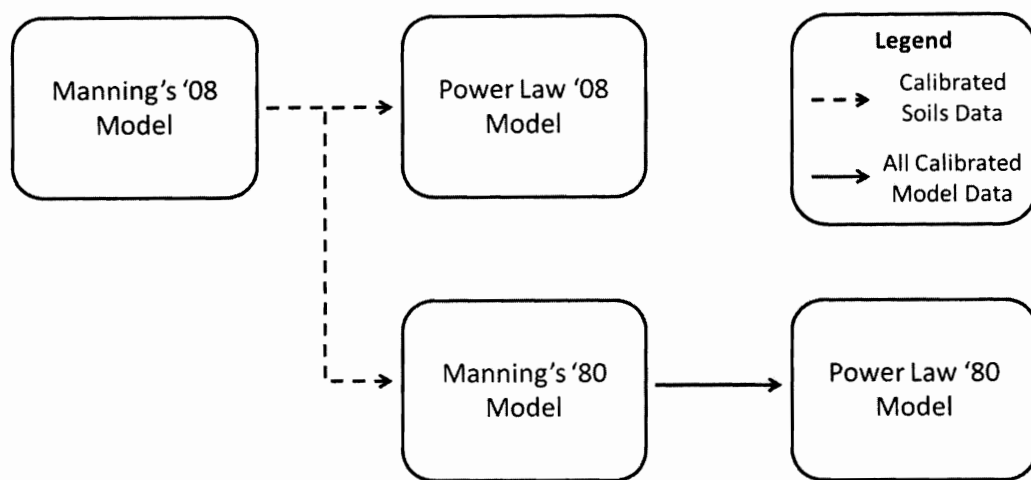 Manning's '08
Model
Power Law '08
Model
Legend
Calibrated
Soils Data
All Calibrated
Model Data
Manning's '80
Model
Power Law '80
Model